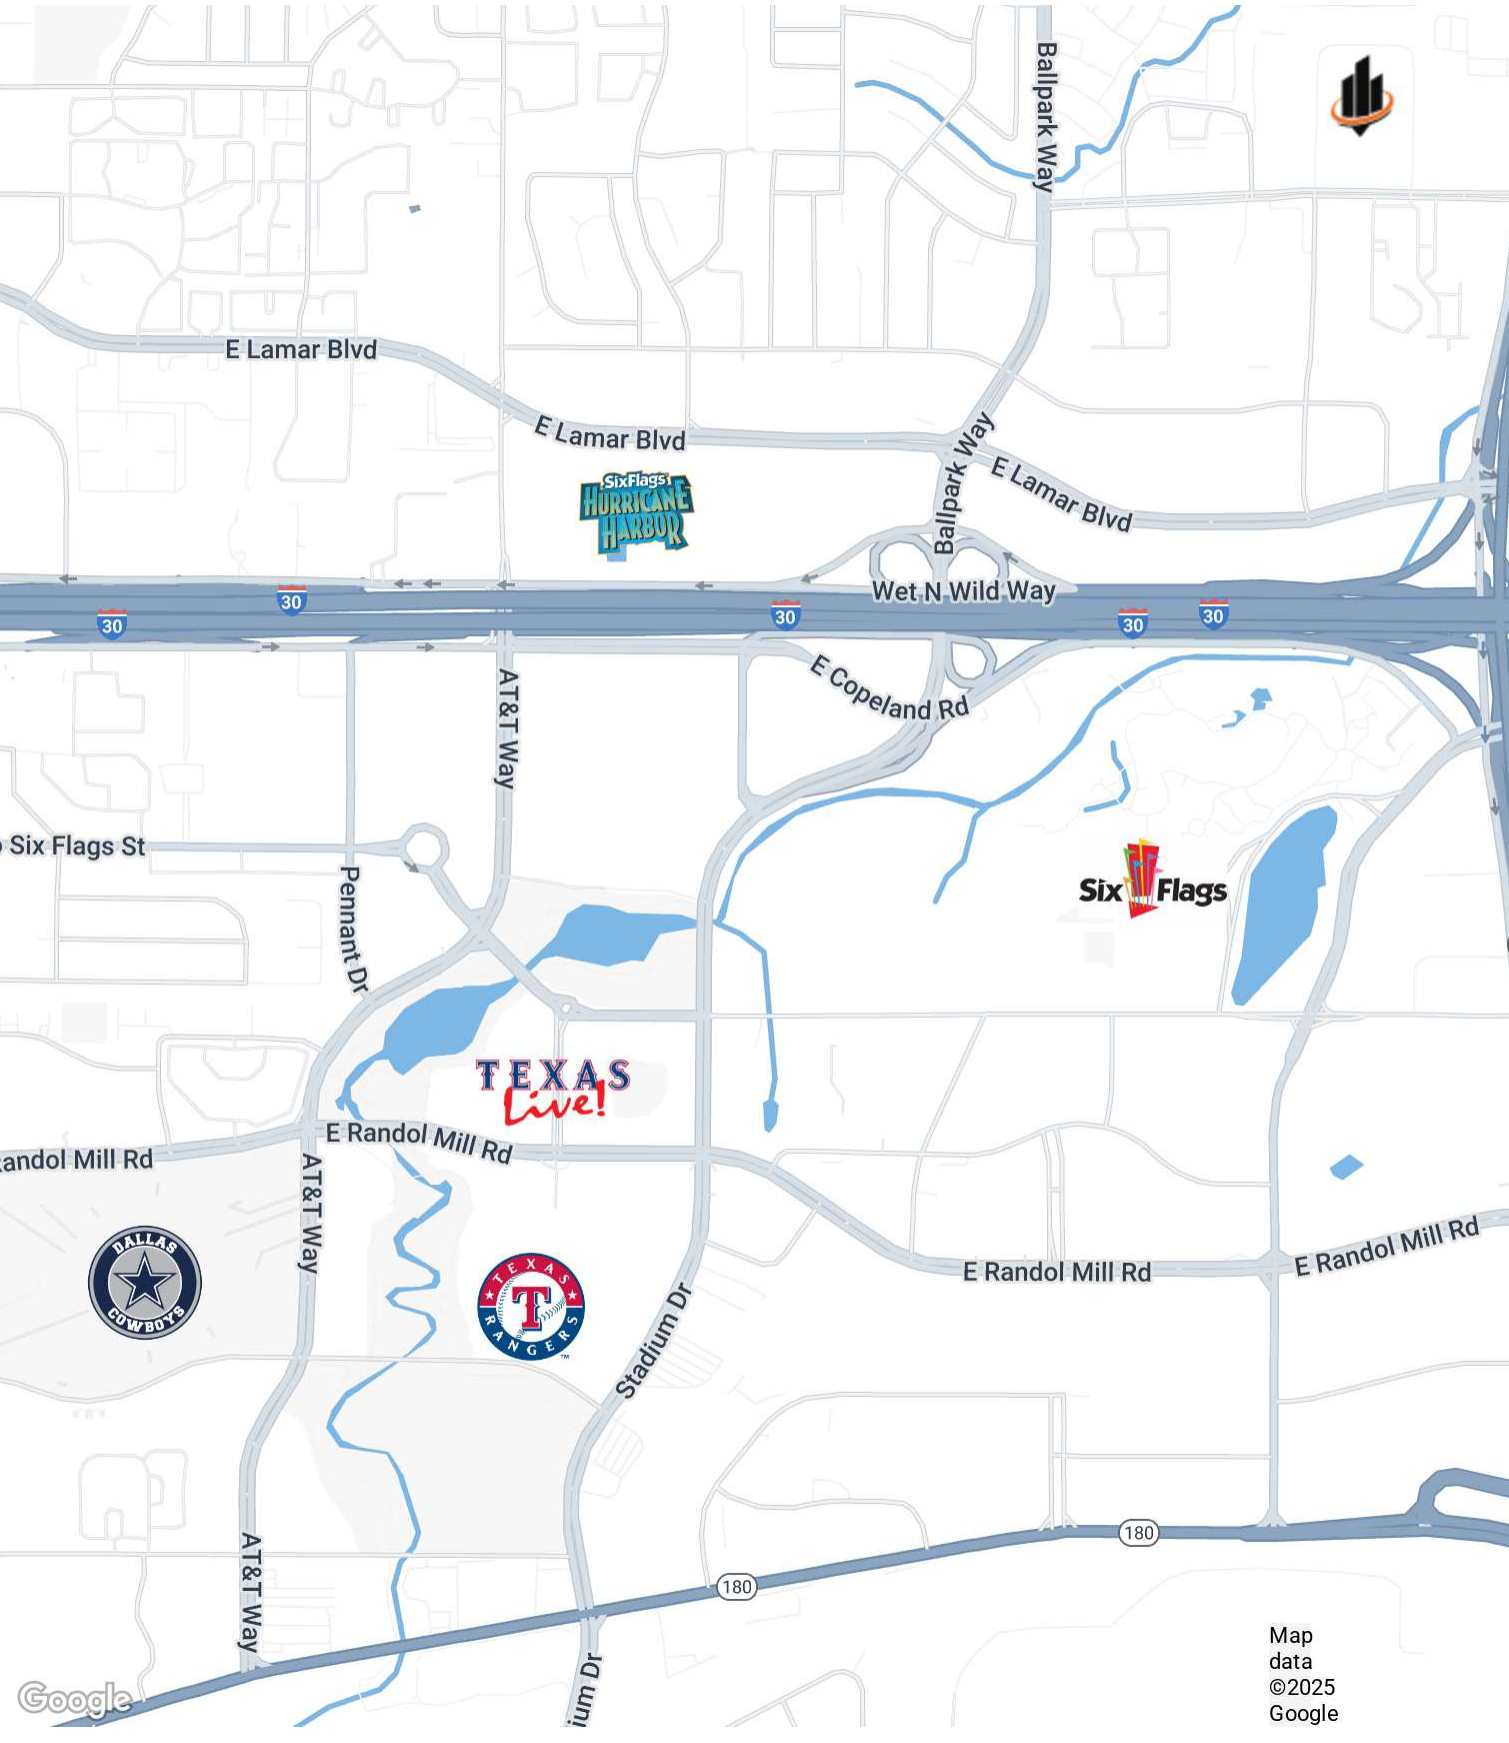 Ballpark Way
E Lamar Blvd
E Lamar Blvd
Ballpark Way
E Lamar Blvd
SixFlags
HURRICANE
HARBOR
Wet N Wild Way
30
30
30
30
30
E Copeland Rd
AT&T Way
Six Flags St
Pennant Dr
Six Flags
TEXAS
Live!
E Randol Mill Rd
andol Mill Rd
AT&T Way
DALLAS
COWBOYS
TEXAS
T
RANGERS
TM
E Randol Mill Rd
E Randol Mill Rd
Stadium Dr
AT&T Way
180
180
ium Dr
Google
Map
data
©2025
Google